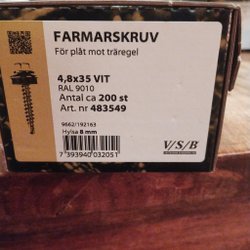 FARMARSKRUV
För plåt mot träregel
4,8x35 VIT
RAL 9010
Antal ca 200 st
Art. nr 483549
9662/192163
Hylsa 8 mm
V/S/B
7 393940 032051